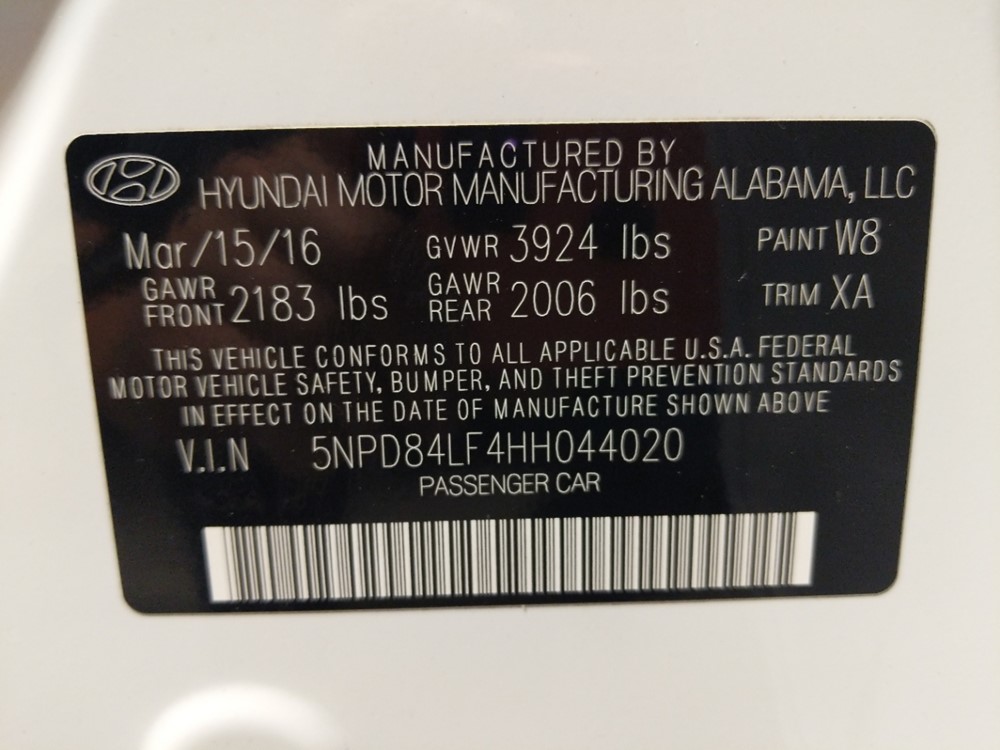 MANUFACTURED BY
HYUNDAI MOTOR MANUFACTURING ALABAMA, LLC
Mar/15/16 GVWR 3924 lbs PAINT W8
GAWR FRONT 2183 lbs GAWR REAR 2006 lbs TRIM XA
THIS VEHICLE CONFORMS TO ALL APPLICABLE U.S.A. FEDERAL
MOTOR VEHICLE SAFETY, BUMPER, AND THEFT PREVENTION STANDARDS
IN EFFECT ON THE DATE OF MANUFACTURE SHOWN ABOVE
V.I.N 5NPD84LF4HH044020
PASSENGER CAR